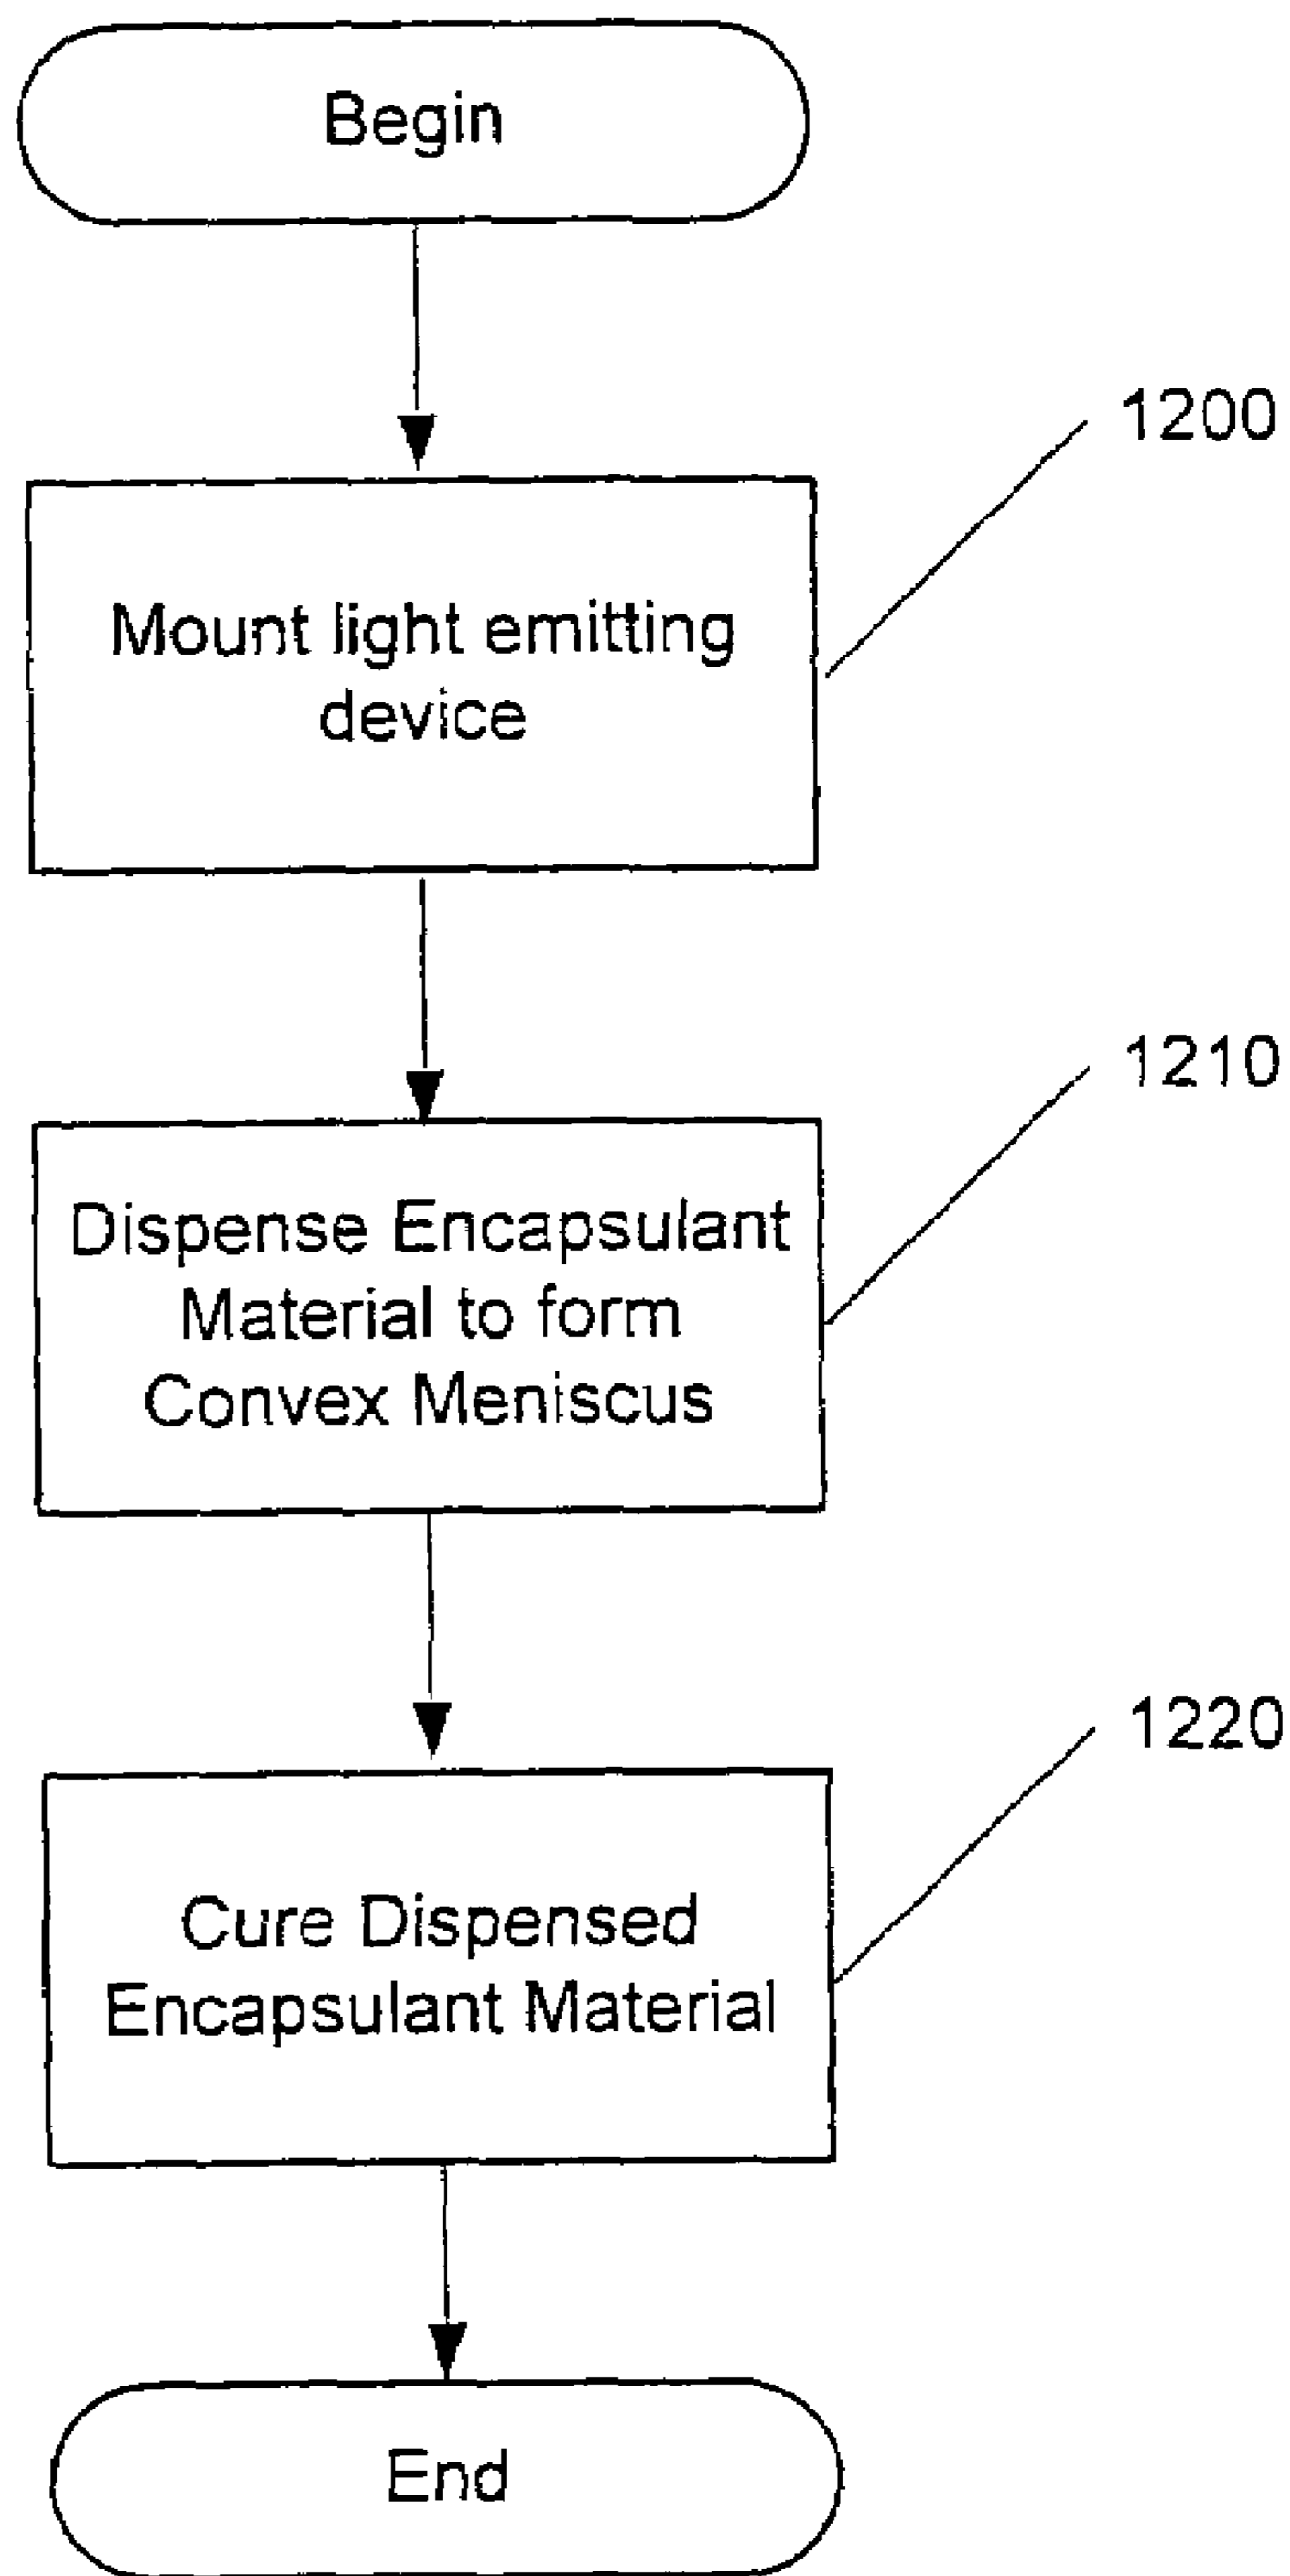 Begin
1200
Mount light emitting
device
1210
Dispense Encapsulant
Material to form
Convex Meniscus
1220
Cure Dispensed
Encapsulant Material
End